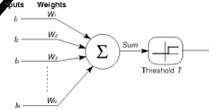 puts Weights
I₁ W₁
I₂ W₂
I₃ W₃
Σ Sum
Threshold T
Wₙ
Iₙ